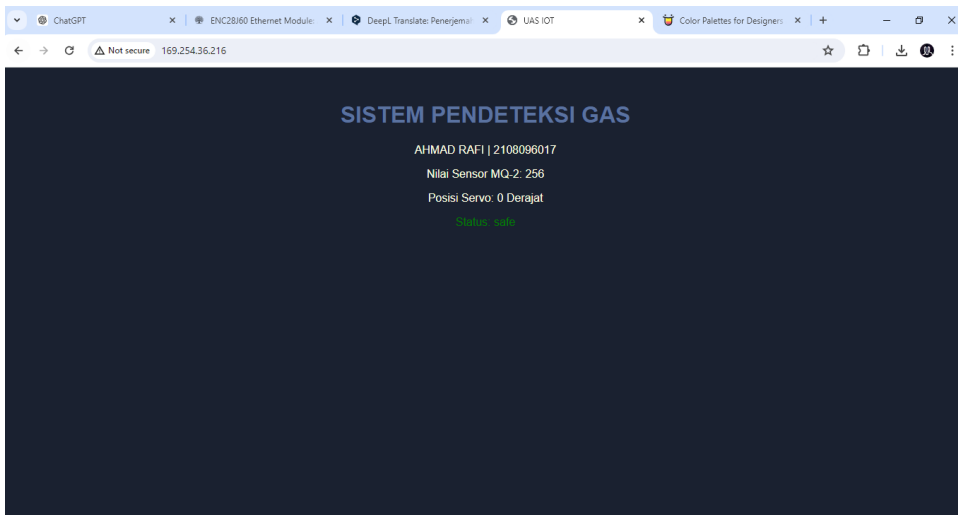 ChatGPT
ENC28J60 Ethernet Module:
DeepL Translate: Penerjemah
UAS IOT
Color Palettes for Designers
Not secure
169.254.36.216
SISTEM PENDETEKSI GAS
AHMAD RAFI | 2108096017
Nilai Sensor MQ-2: 256
Posisi Servo: 0 Derajat
Status: safe